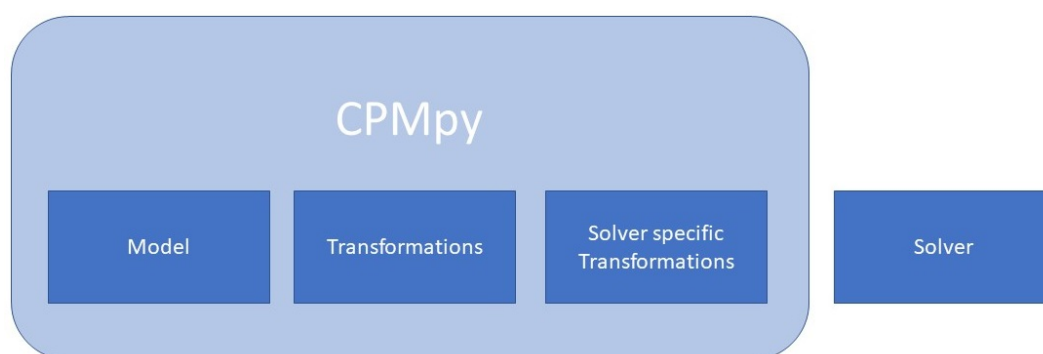 CPMpy
Model
Transformations
Solver specific
Transformations
Solver